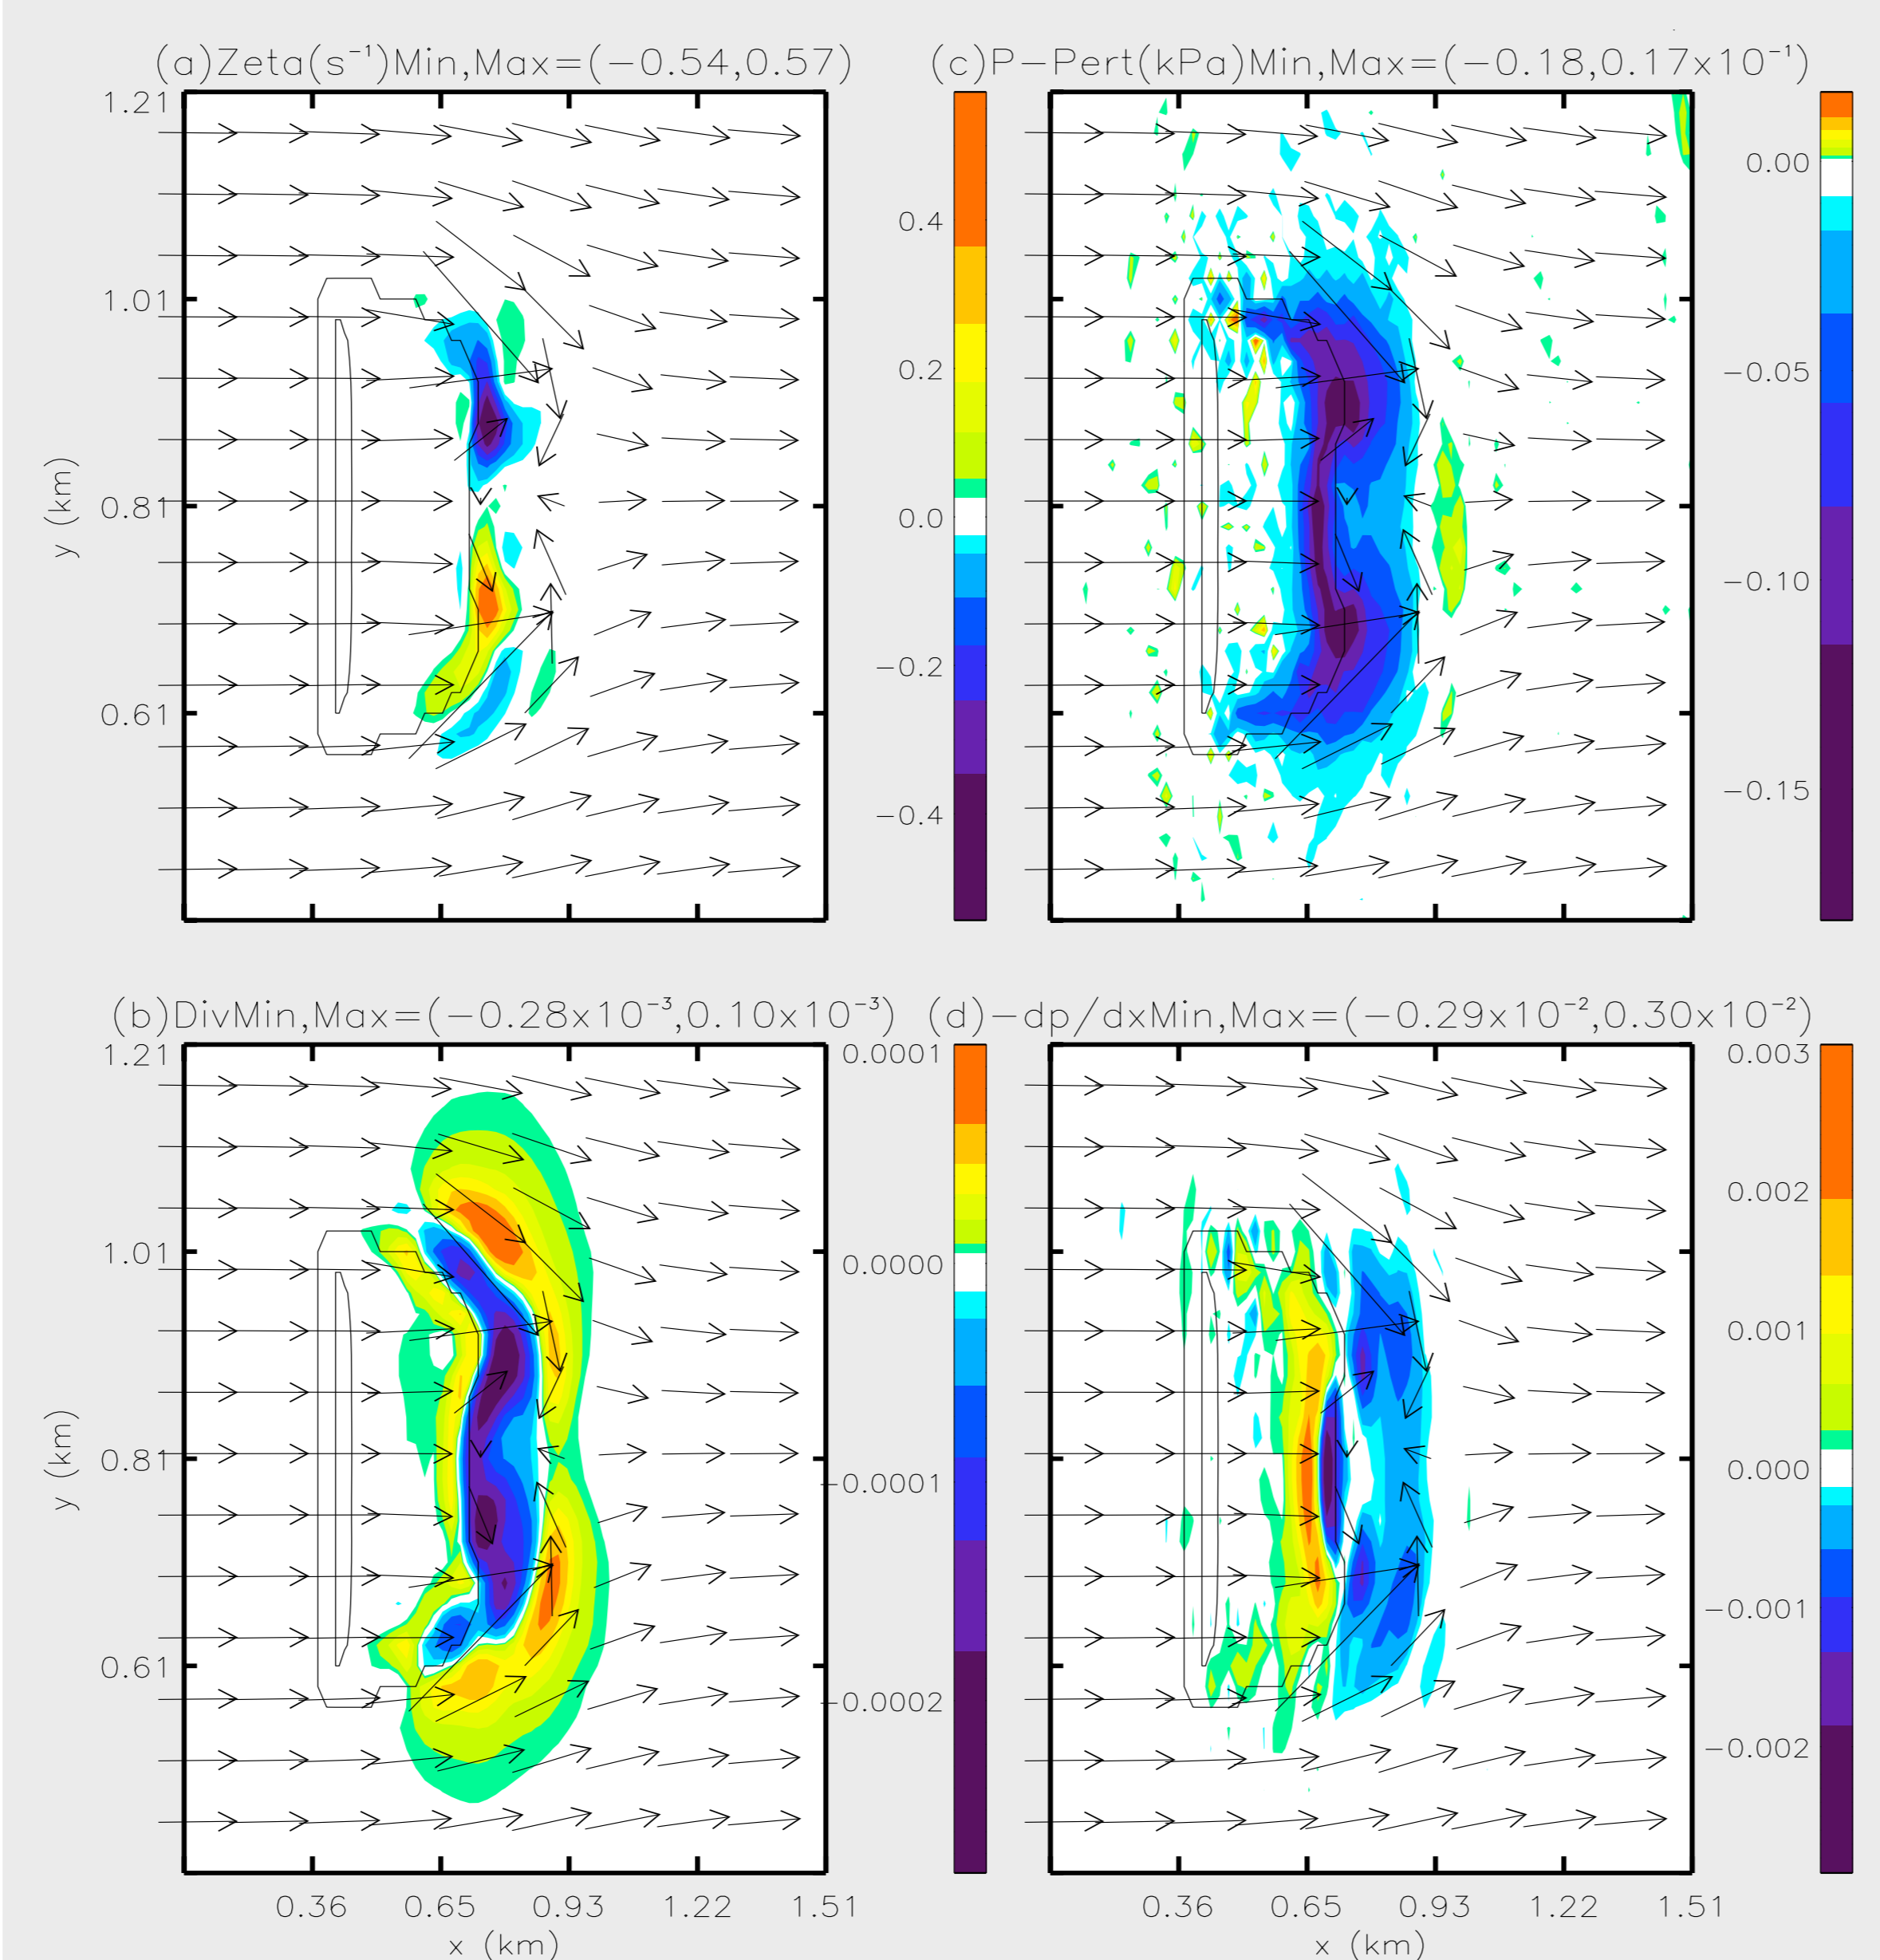 (a)Zeta(s⁻¹)Min,Max=(−0.54,0.57)
1.21
1.01
0.81
0.61
y (km)
0.4
0.2
0.0
−0.2
−0.4
(c)P−Pert(kPa)Min,Max=(−0.18,0.17x10⁻¹)
0.00
−0.05
−0.10
−0.15
(b)DivMin,Max=(−0.28x10⁻³,0.10x10⁻³)
1.21
1.01
0.81
0.61
y (km)
0.36 0.65 0.93 1.22 1.51
x (km)
0.0001
0.0000
−0.0001
−0.0002
(d)−dp/dxMin,Max=(−0.29x10⁻²,0.30x10⁻²)
0.36 0.65 0.93 1.22 1.51
x (km)
0.003
0.002
0.001
0.000
−0.001
−0.002